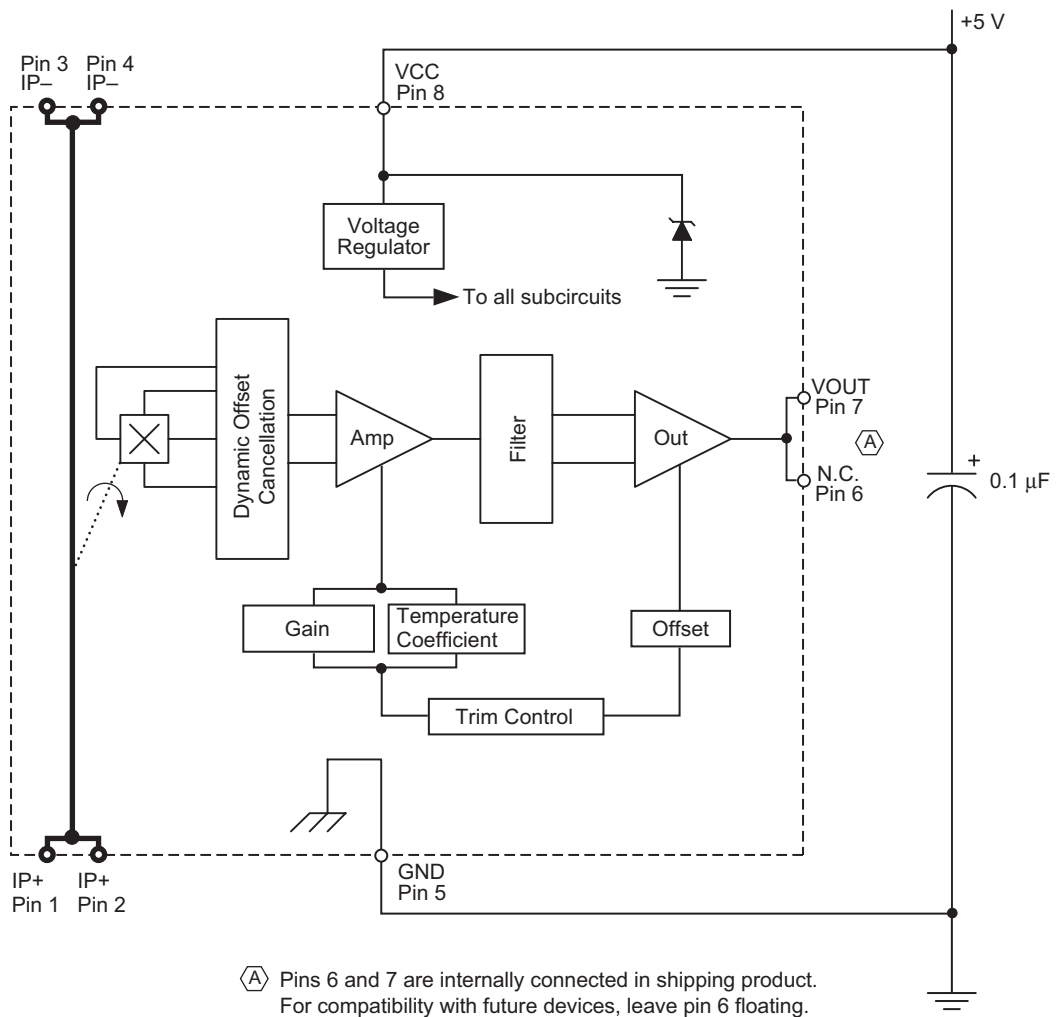 +5 V
Pin 3
IP–
Pin 4
IP–
VCC
Pin 8
Voltage
Regulator
To all subcircuits
Dynamic Offset
Cancellation
Amp
Filter
Out
VOUT
Pin 7
A
N.C.
Pin 6
+
0.1 μF
Gain
Temperature
Coefficient
Offset
Trim Control
IP+
Pin 1
IP+
Pin 2
GND
Pin 5
A Pins 6 and 7 are internally connected in shipping product.
For compatibility with future devices, leave pin 6 floating.